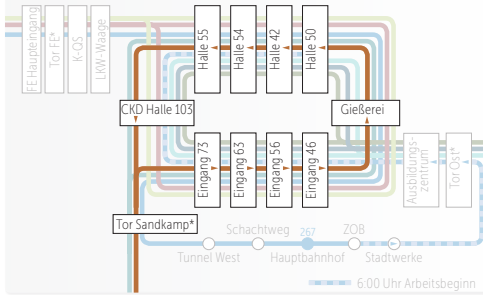 FE Haupteingang
Tor FE*
K-QS
LKW-Waage
Halle 55
Halle 54
Halle 42
Halle 50
CKD Halle 103
Gießerei
Eingang 73
Eingang 63
Eingang 56
Eingang 46
Ausbildungs-
zentrum
Tor Ost*
Tor Sandkamp*
Schachtweg
267
ZOB
Tunnel West
Hauptbahnhof
Stadtwerke
6:00 Uhr Arbeitsbeginn